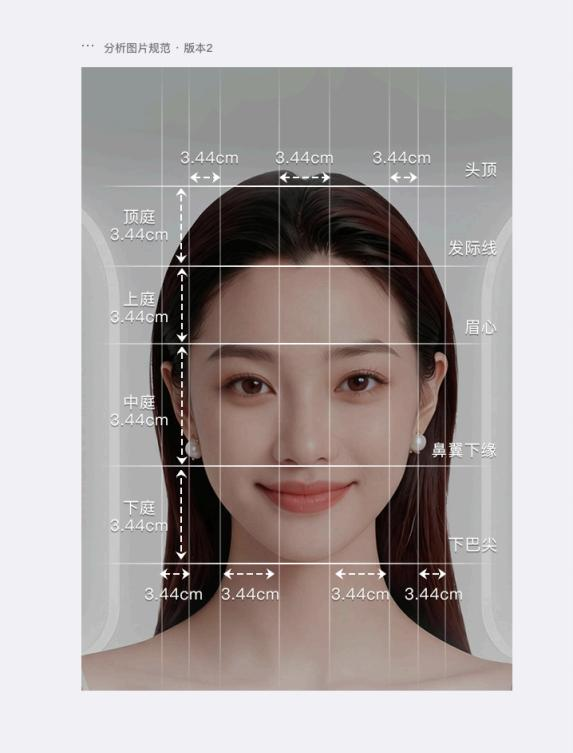 ··· 分析图片规范 · 版本2
3.44cm 3.44cm 3.44cm
头顶
顶庭
3.44cm
发际线
上庭
3.44cm
眉心
中庭
3.44cm
鼻翼下缘
下庭
3.44cm
下巴尖
3.44cm 3.44cm 3.44cm 3.44cm